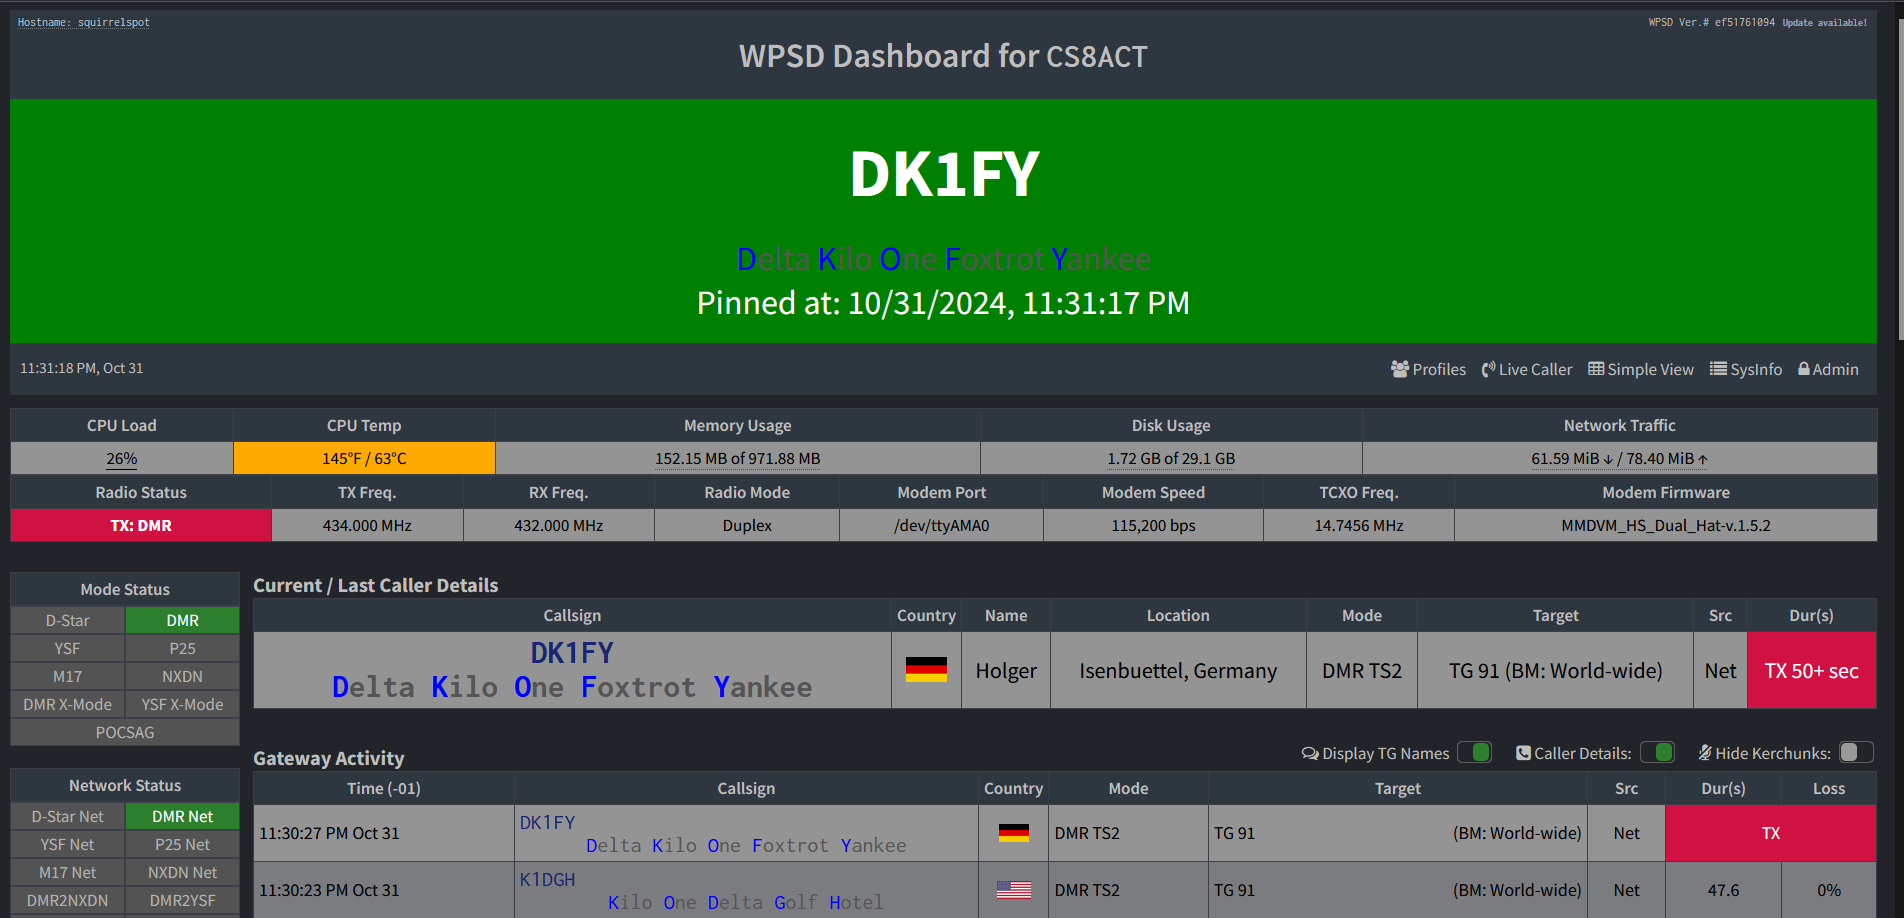 Hostname: squirrelspot
WPSD Ver.# ef51761094 Update available!
WPSD Dashboard for CS8ACT
DK1FY
Delta Kilo One Foxtrot Yankee
Pinned at: 10/31/2024, 11:31:17 PM
11:31:18 PM, Oct 31
Profiles Live Caller Simple View SysInfo Admin
CPU Load CPU Temp Memory Usage Disk Usage Network Traffic
26% 145°F / 63°C 152.15 MB of 971.88 MB 1.72 GB of 29.1 GB 61.59 MiB ↓ / 78.40 MiB ↑
Radio Status TX Freq. RX Freq. Radio Mode Modem Port Modem Speed TCXO Freq. Modem Firmware
TX: DMR 434.000 MHz 432.000 MHz Duplex /dev/ttyAMA0 115,200 bps 14.7456 MHz MMDVM_HS_Dual_Hat-v.1.5.2
Mode Status
D-Star DMR
YSF P25
M17 NXDN
DMR X-Mode YSF X-Mode
POCSAG
Network Status
D-Star Net DMR Net
YSF Net P25 Net
M17 Net NXDN Net
DMR2NXDN DMR2YSF
Current / Last Caller Details
Callsign Country Name Location Mode Target Src Dur(s)
DK1FY
Delta Kilo One Foxtrot Yankee
Holger Isenbuettel, Germany DMR TS2 TG 91 (BM: World-wide) Net TX 50+ sec
Gateway Activity
Display TG Names Caller Details: Hide Kerchunks:
Time (-01) Callsign Country Mode Target Src Dur(s) Loss
11:30:27 PM Oct 31 DK1FY
Delta Kilo One Foxtrot Yankee
DMR TS2 TG 91 (BM: World-wide) Net TX
11:30:23 PM Oct 31 K1DGH
Kilo One Delta Golf Hotel
DMR TS2 TG 91 (BM: World-wide) Net 47.6 0%